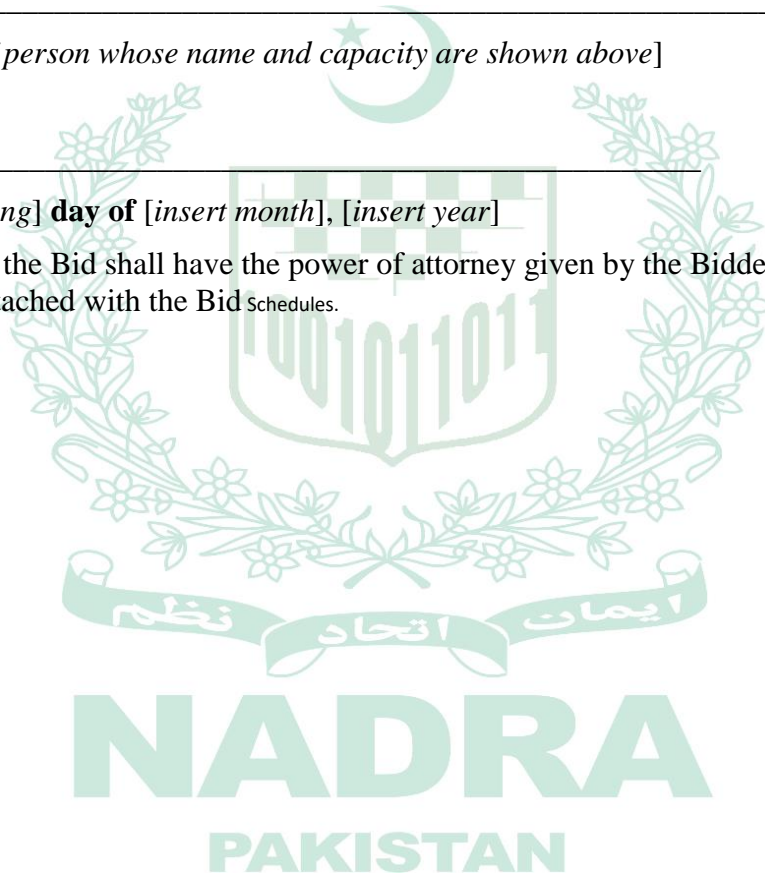 person whose name and capacity are shown above]
ng] day of [insert month], [insert year]
the Bid shall have the power of attorney given by the Bidde
ached with the Bid Schedules.
1001011011
ایمان اتحاد نظم
NADRA
PAKISTAN